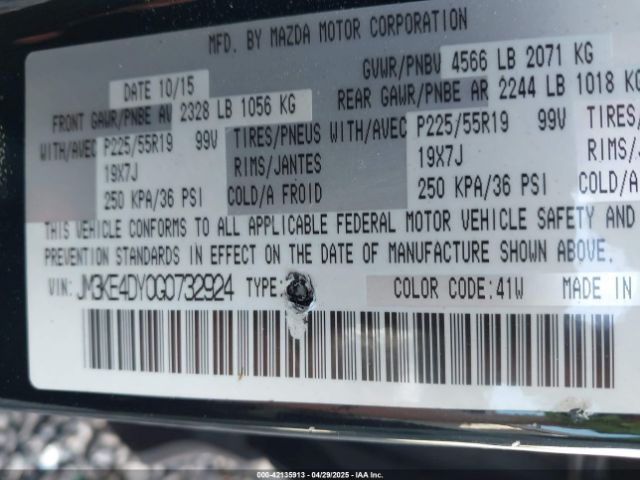 MFD. BY MAZDA MOTOR CORPORATION
DATE 10/15 GVWR/PNBV 4566 LB 2071 KG
FRONT GAWR/PNBE AV 2328 LB 1056 KG REAR GAWR/PNBE AR 2244 LB 1018 KG
WITH/AVEC P225/55R19 99V TIRES/PNEUS WITH/AVEC P225/55R19 99V TIRES/
19X7J RIMS/JANTES 19X7J RIMS/
250 KPA/36 PSI COLD/A FROID 250 KPA/36 PSI COLD/A
THIS VEHICLE CONFORMS TO ALL APPLICABLE FEDERAL MOTOR VEHICLE SAFETY AND
PREVENTION STANDARDS IN EFFECT ON THE DATE OF MANUFACTURE SHOWN ABOVE.
VIN: JM3KE4DY0G0732924 TYPE: COLOR CODE:41W MADE IN
000-42135913 - 04/29/2025 - IAA Inc.